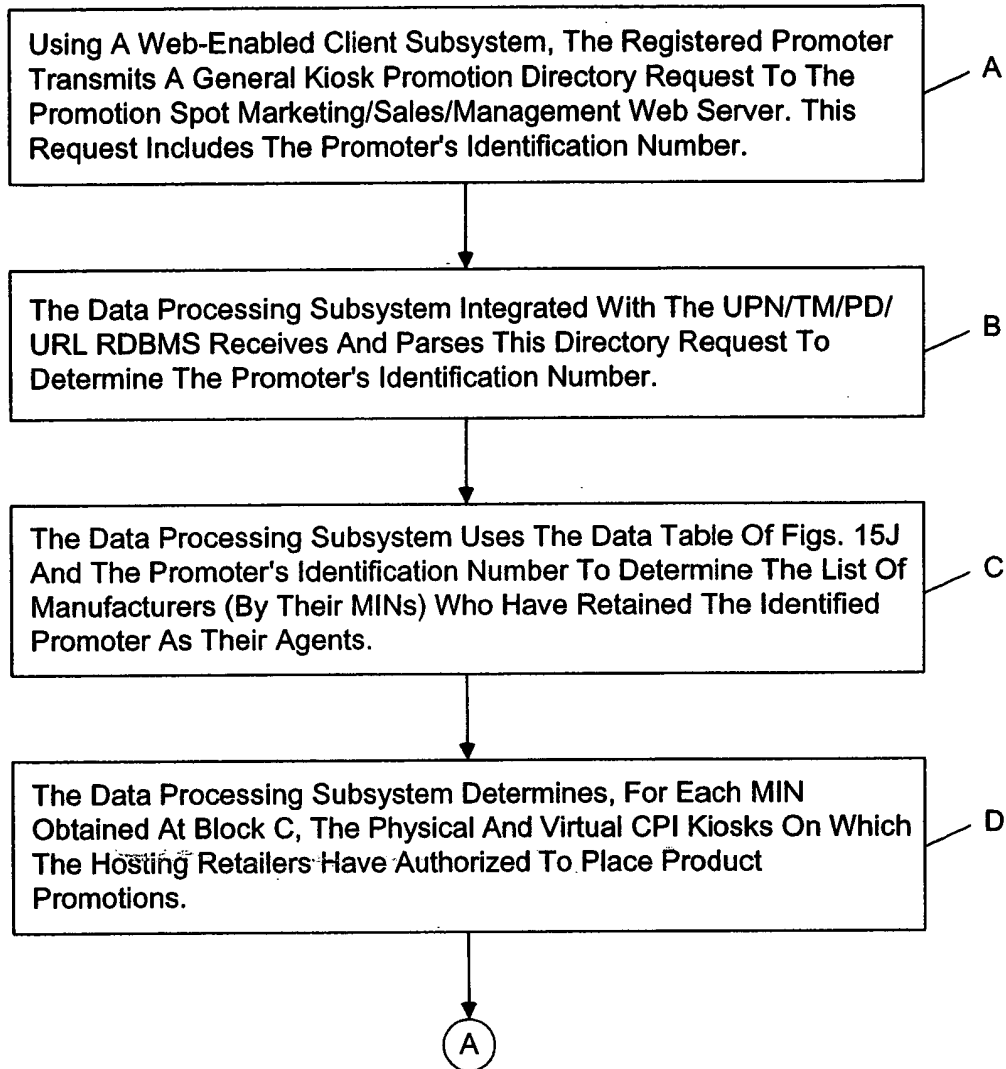 Using A Web-Enabled Client Subsystem, The Registered Promoter
Transmits A General Kiosk Promotion Directory Request To The
Promotion Spot Marketing/Sales/Management Web Server. This
Request Includes The Promoter's Identification Number.
A
The Data Processing Subsystem Integrated With The UPN/TM/PD/
URL RDBMS Receives And Parses This Directory Request To
Determine The Promoter's Identification Number.
B
The Data Processing Subsystem Uses The Data Table Of Figs. 15J
And The Promoter's Identification Number To Determine The List Of
Manufacturers (By Their MINs) Who Have Retained The Identified
Promoter As Their Agents.
C
The Data Processing Subsystem Determines, For Each MIN
Obtained At Block C, The Physical And Virtual CPI Kiosks On Which
The Hosting Retailers Have Authorized To Place Product
Promotions.
D
A